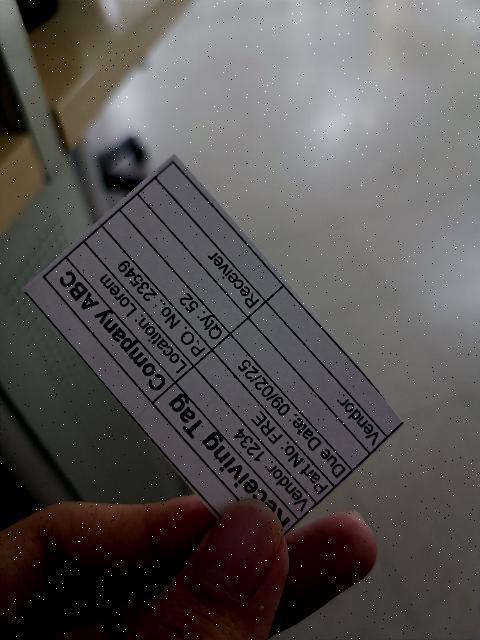 Receiving Tag Company ABC
Vendor: 1234 Location: Lorem
Part No. FRE P.O. No.: 23549
Due Date: 09/02/25 Qty: 52
Vendor: Receiver